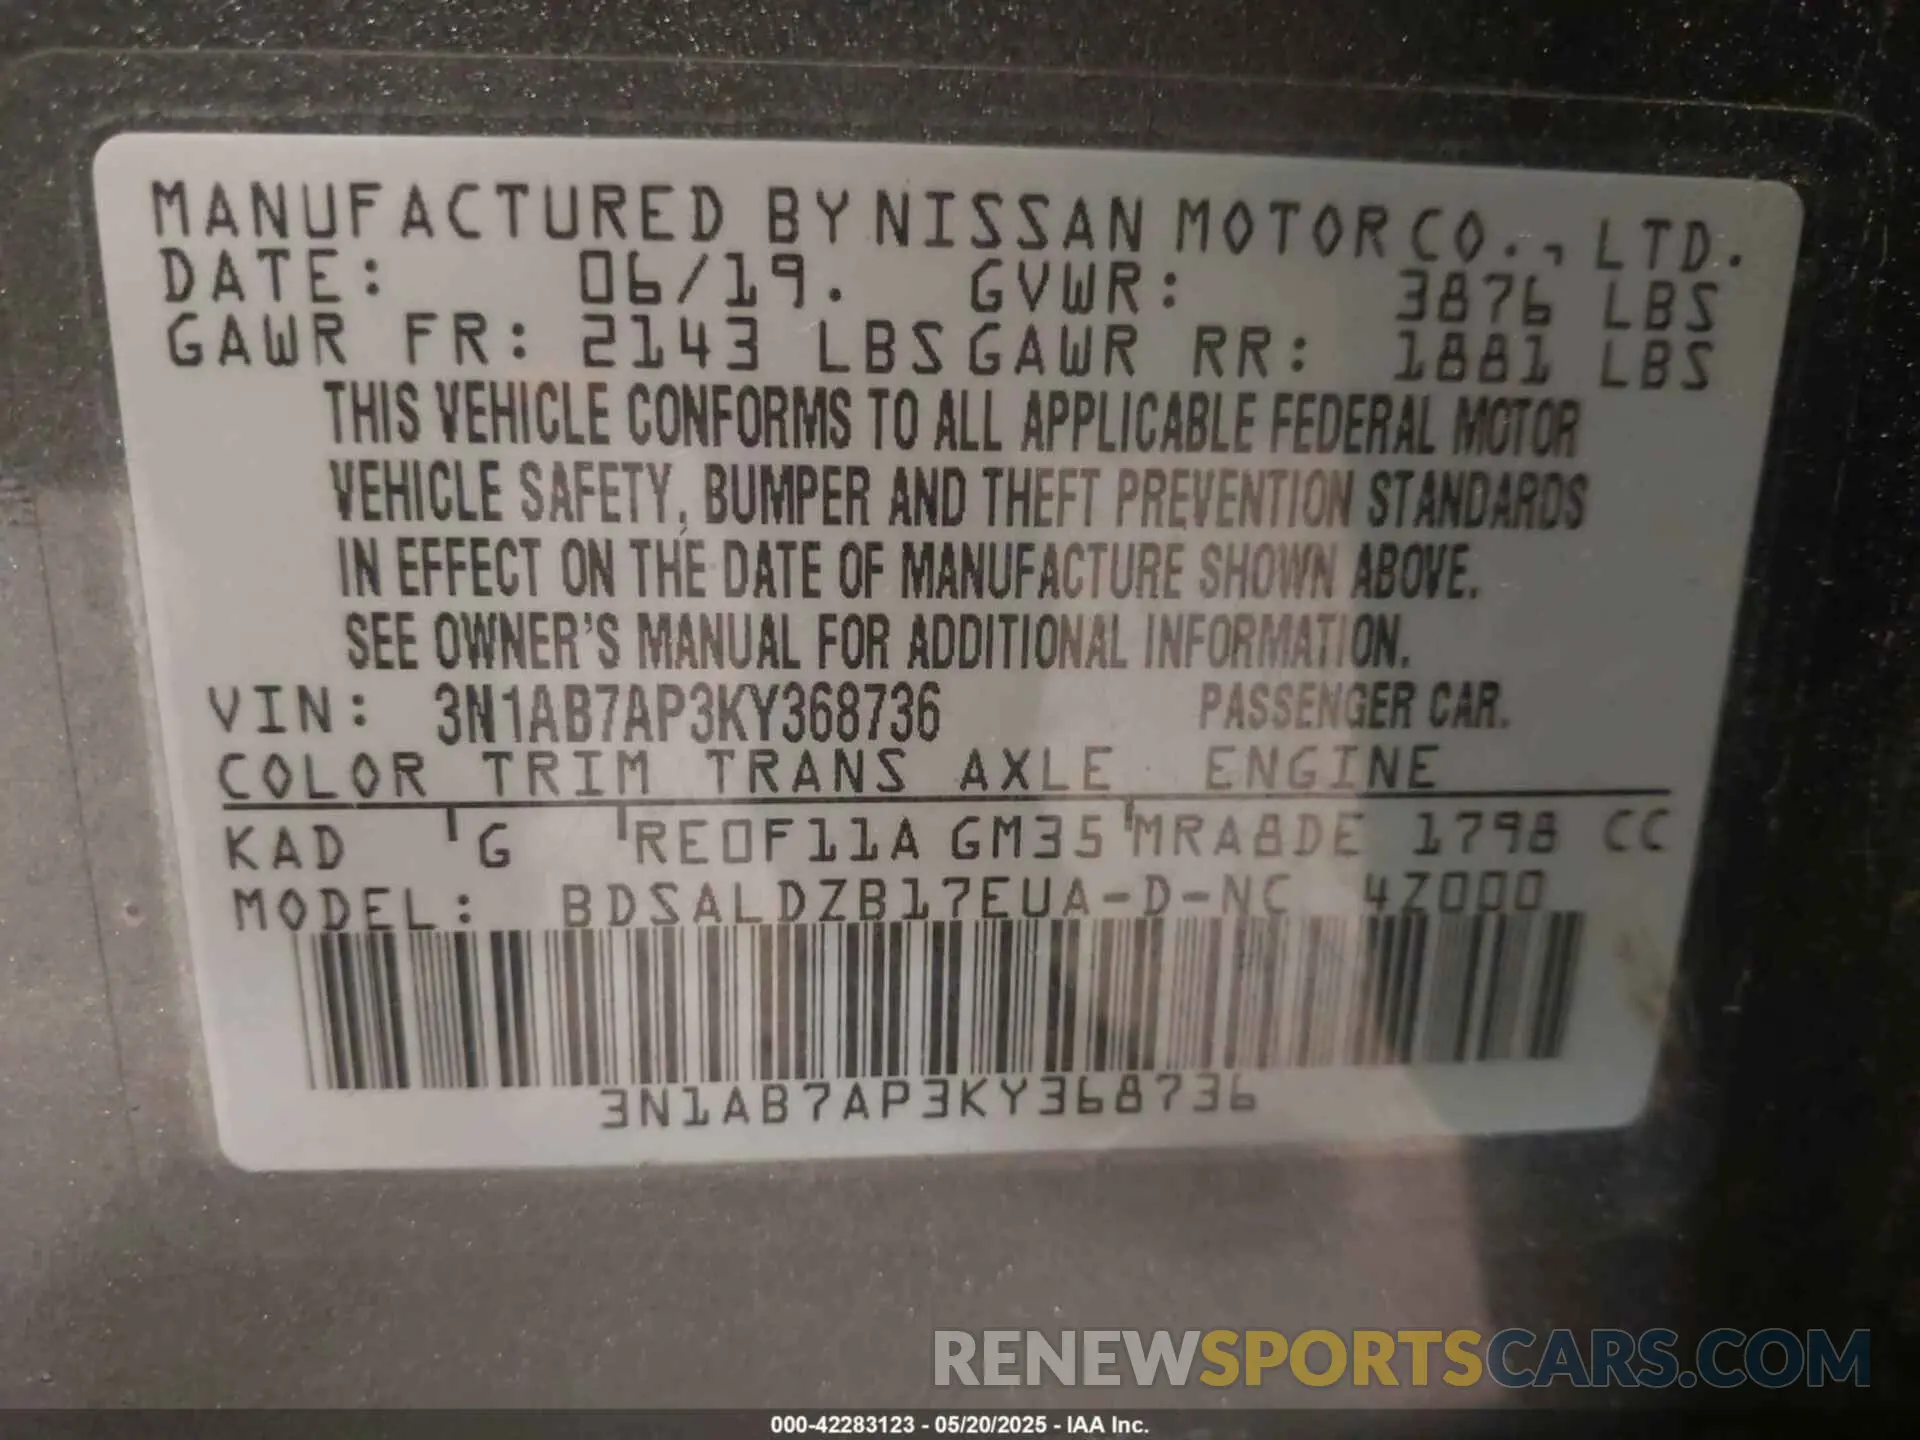 MANUFACTURED BY NISSAN MOTOR CO., LTD.
DATE: 06/19. GVWR: 3876 LBS
GAWR FR: 2143 LBS GAWR RR: 1881 LBS
THIS VEHICLE CONFORMS TO ALL APPLICABLE FEDERAL MOTOR
VEHICLE SAFETY, BUMPER AND THEFT PREVENTION STANDARDS
IN EFFECT ON THE DATE OF MANUFACTURE SHOWN ABOVE.
SEE OWNER'S MANUAL FOR ADDITIONAL INFORMATION.
VIN: 3N1AB7AP3KY368736 PASSENGER CAR.
COLOR TRIM TRANS AXLE ENGINE
KAD G RE0F11A GM35 MRA8DE 1798 CC
MODEL: BDSALDZB17EUA-D-NC 4Z000
3N1AB7AP3KY368736
RENEWSPORTSCARS.COM
000-42283123 - 05/20/2025 - IAA Inc.